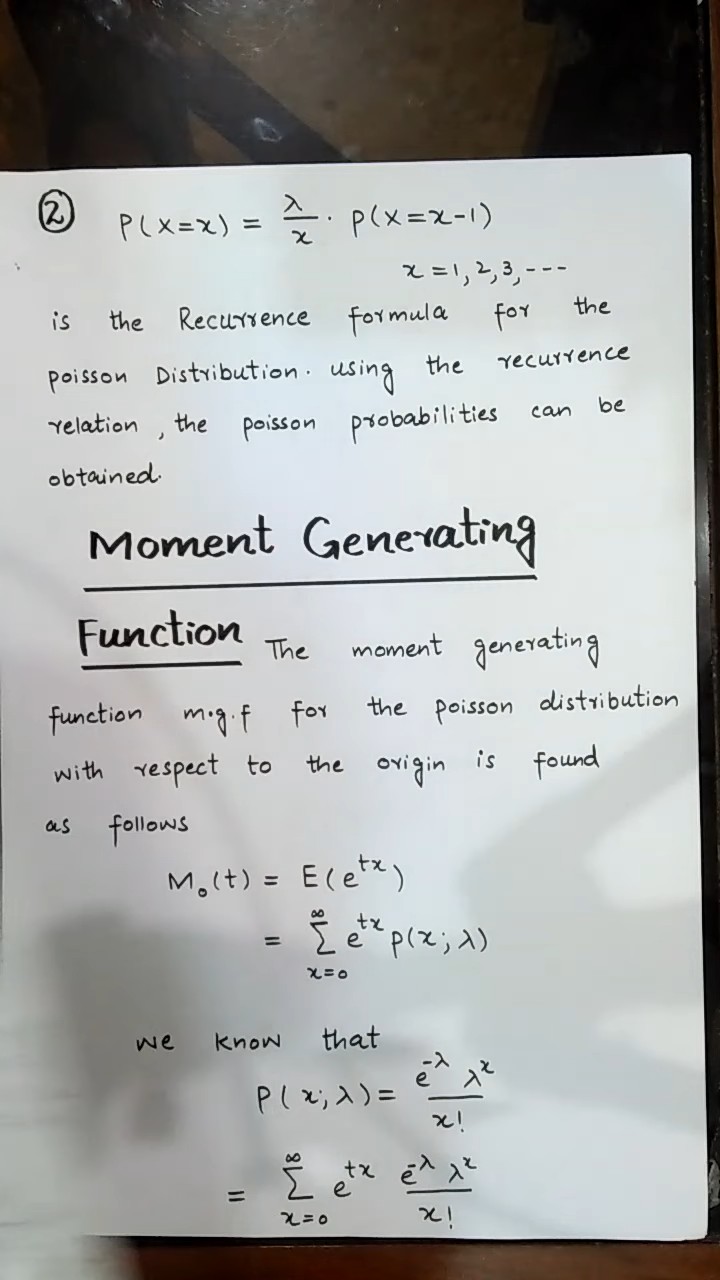 ② P(X=x) = λ/x · P(X=x-1)
x = 1, 2, 3, ---
is the Recurrence formula for the
poisson Distribution. using the recurrence
relation, the poisson probabilities can be
obtained.
Moment Generating
Function The moment generating
function m.g.f for the poisson distribution
with respect to the origin is found
as follows
M₀(t) = E(e^{tx})
= ∑_{x=0}^{∞} e^{tx} p(x; λ)
we know that
P(x; λ) = e^{-λ} λ^x / x!
= ∑_{x=0}^{∞} e^{tx} e^{-λ} λ^x / x!